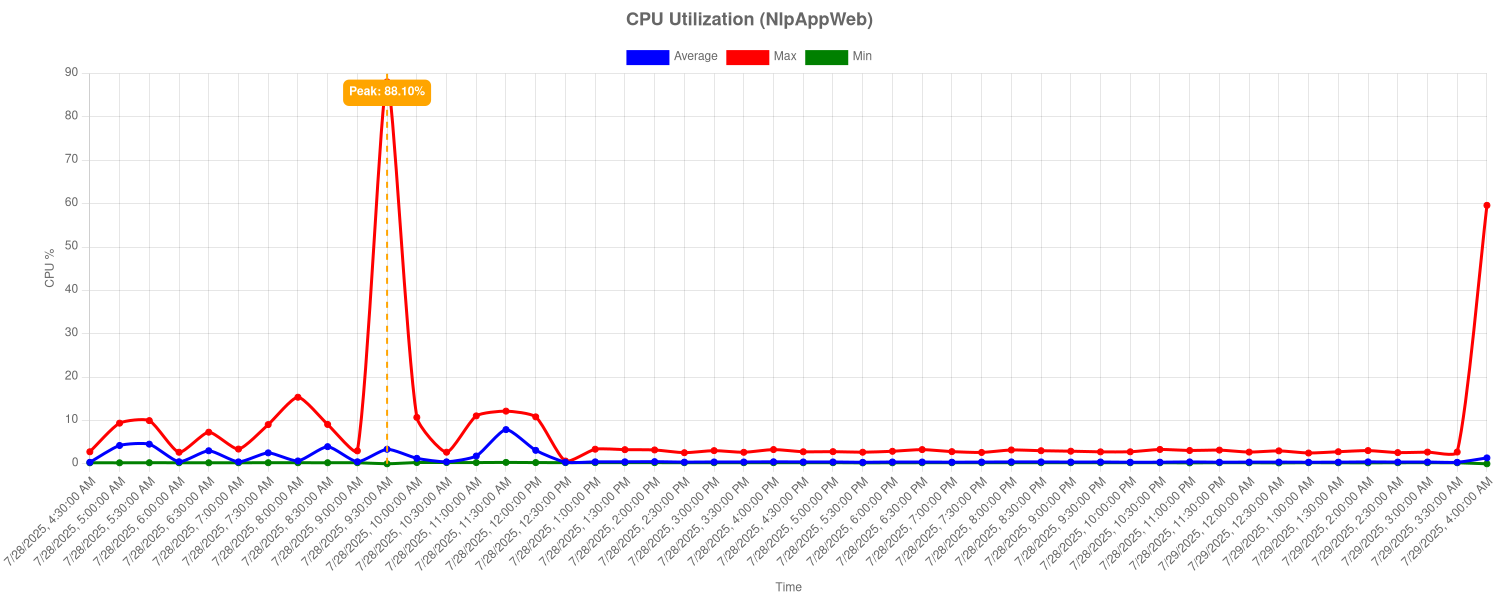 CPU Utilization (NlpAppWeb)
Average
Max
Min
Peak: 88.10%
CPU %
90
80
70
60
50
40
30
20
10
0
7/28/2025, 4:30:00 AM
7/28/2025, 5:00:00 AM
7/28/2025, 5:30:00 AM
7/28/2025, 6:00:00 AM
7/28/2025, 6:30:00 AM
7/28/2025, 7:00:00 AM
7/28/2025, 7:30:00 AM
7/28/2025, 8:00:00 AM
7/28/2025, 8:30:00 AM
7/28/2025, 9:00:00 AM
7/28/2025, 9:30:00 AM
7/28/2025, 10:00:00 AM
7/28/2025, 10:30:00 AM
7/28/2025, 11:00:00 AM
7/28/2025, 11:30:00 AM
7/28/2025, 12:00:00 PM
7/28/2025, 12:30:00 PM
7/28/2025, 1:00:00 PM
7/28/2025, 1:30:00 PM
7/28/2025, 2:00:00 PM
7/28/2025, 2:30:00 PM
7/28/2025, 3:00:00 PM
7/28/2025, 3:30:00 PM
7/28/2025, 4:00:00 PM
7/28/2025, 4:30:00 PM
7/28/2025, 5:00:00 PM
7/28/2025, 5:30:00 PM
7/28/2025, 6:00:00 PM
7/28/2025, 6:30:00 PM
7/28/2025, 7:00:00 PM
7/28/2025, 7:30:00 PM
7/28/2025, 8:00:00 PM
7/28/2025, 8:30:00 PM
7/28/2025, 9:00:00 PM
7/28/2025, 9:30:00 PM
7/28/2025, 10:00:00 PM
7/28/2025, 10:30:00 PM
7/28/2025, 11:00:00 PM
7/28/2025, 11:30:00 PM
7/29/2025, 12:00:00 AM
7/29/2025, 12:30:00 AM
7/29/2025, 1:00:00 AM
7/29/2025, 1:30:00 AM
7/29/2025, 2:00:00 AM
7/29/2025, 2:30:00 AM
7/29/2025, 3:00:00 AM
7/29/2025, 3:30:00 AM
7/29/2025, 4:00:00 AM
Time